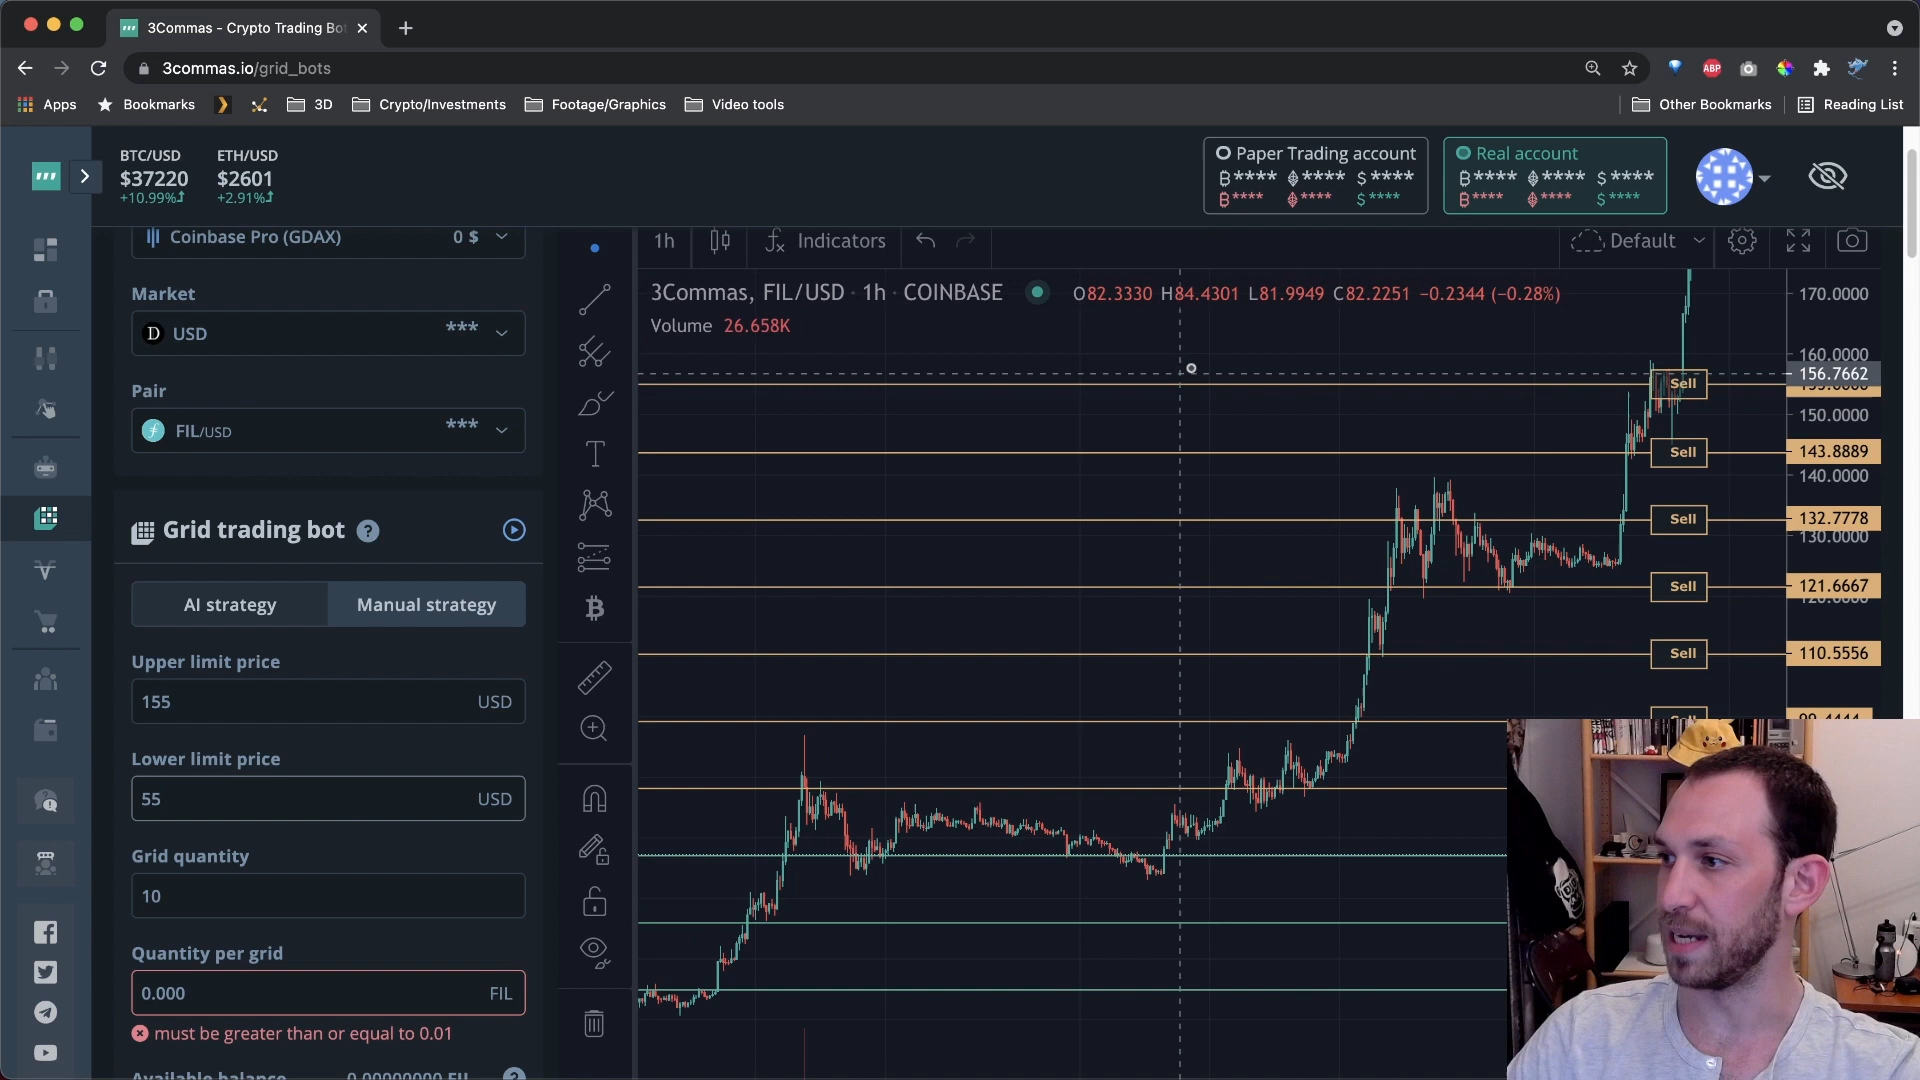 3Commas - Crypto Trading Bot
3commas.io/grid_bots
ABP
Apps
Bookmarks
3D
Crypto/Investments
Footage/Graphics
Video tools
Other Bookmarks
Reading List
BTC/USD
$37220
+10.99%
ETH/USD
$2601
+2.91%
Paper Trading account
**** **** $ ****
**** **** $ ****
Real account
**** **** $ ****
**** **** $ ****
Coinbase Pro (GDAX) 0 $
Market
USD ***
Pair
FIL/USD ***
Grid trading bot ?
AI strategy
Manual strategy
Upper limit price
155 USD
Lower limit price
55 USD
Grid quantity
10
Quantity per grid
0.000 FIL
must be greater than or equal to 0.01
Available balance 0.00000000 FIL ?
1h
Indicators
Default
3Commas, FIL/USD · 1h · COINBASE
O82.3330 H84.4301 L81.9949 C82.2251 −0.2344 (−0.28%)
Volume 26.658K
170.0000
160.0000
156.7662
Sell
150.0000
Sell
143.8889
140.0000
Sell
132.7778
130.0000
Sell
121.6667
Sell
110.5556